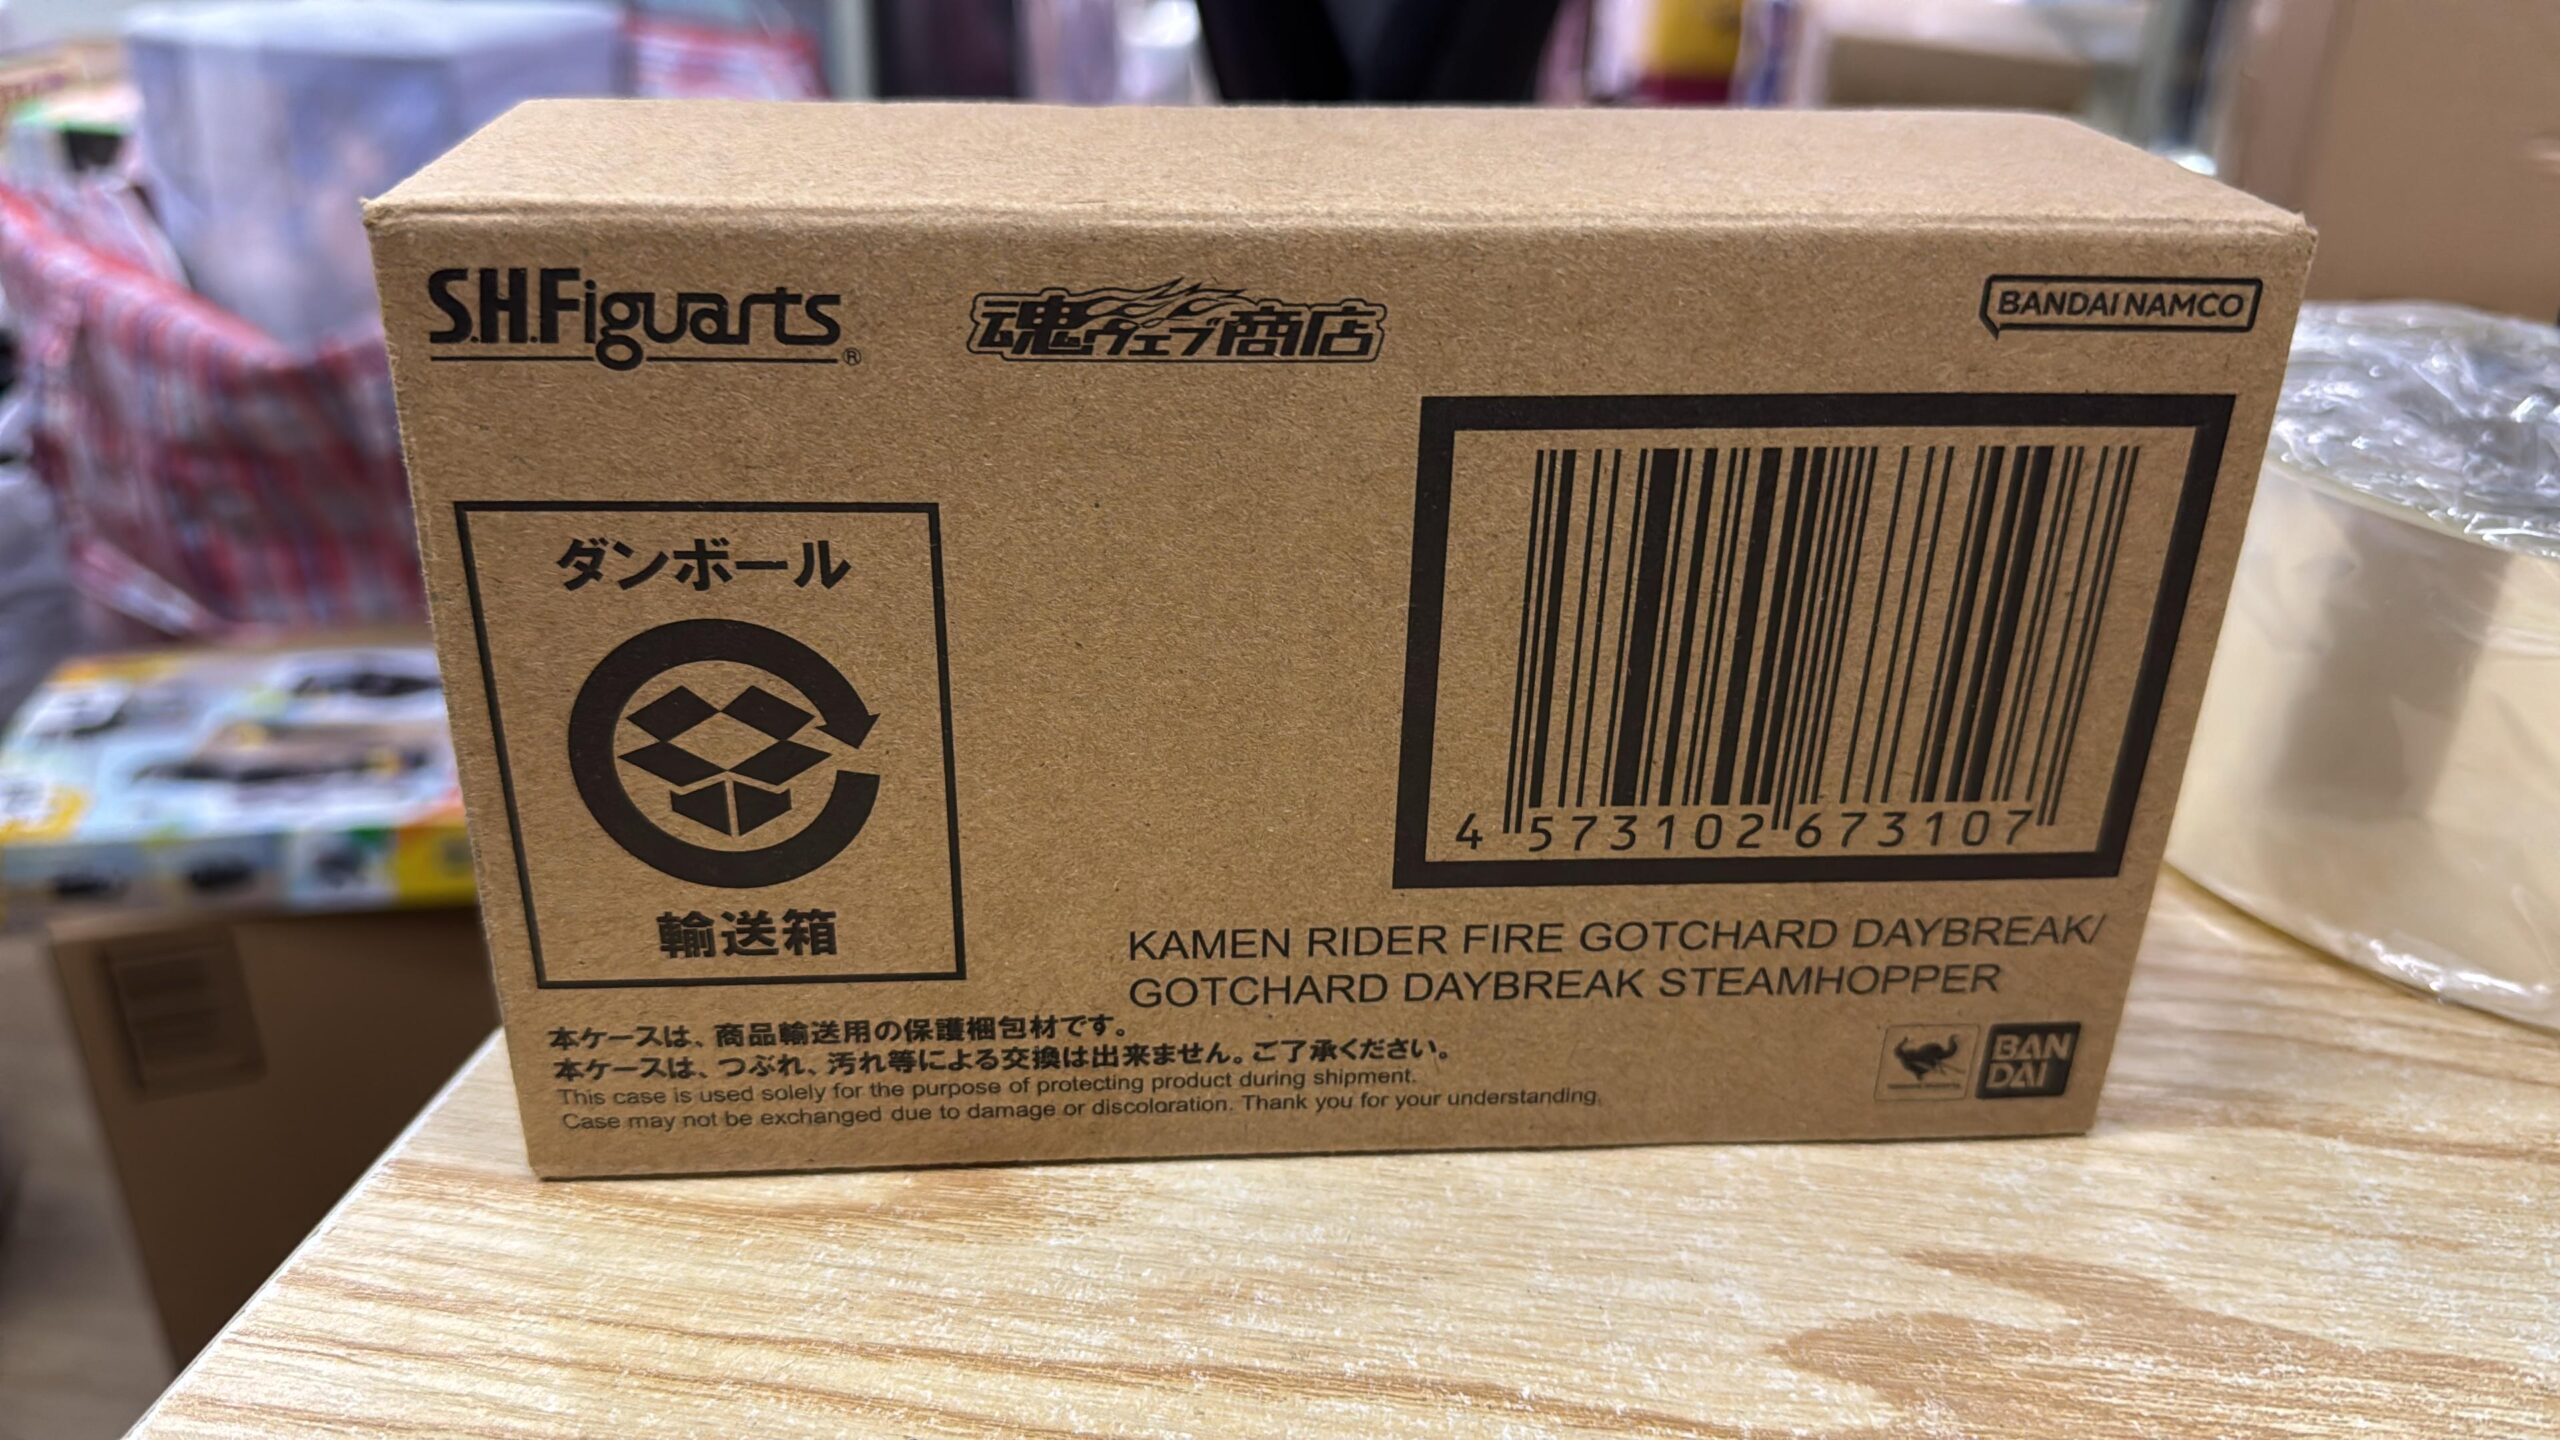 S.H.Figuarts®
魂ウェブ商店
BANDAI NAMCO
ダンボール
輸送箱
4 573102 673107
KAMEN RIDER FIRE GOTCHARD DAYBREAK/
GOTCHARD DAYBREAK STEAMHOPPER
本ケースは、商品輸送用の保護梱包材です。
本ケースは、つぶれ、汚れ等による交換は出来ません。ご了承ください。
This case is used solely for the purpose of protecting product during shipment.
Case may not be exchanged due to damage or discoloration. Thank you for your understanding.
BAN
DAI